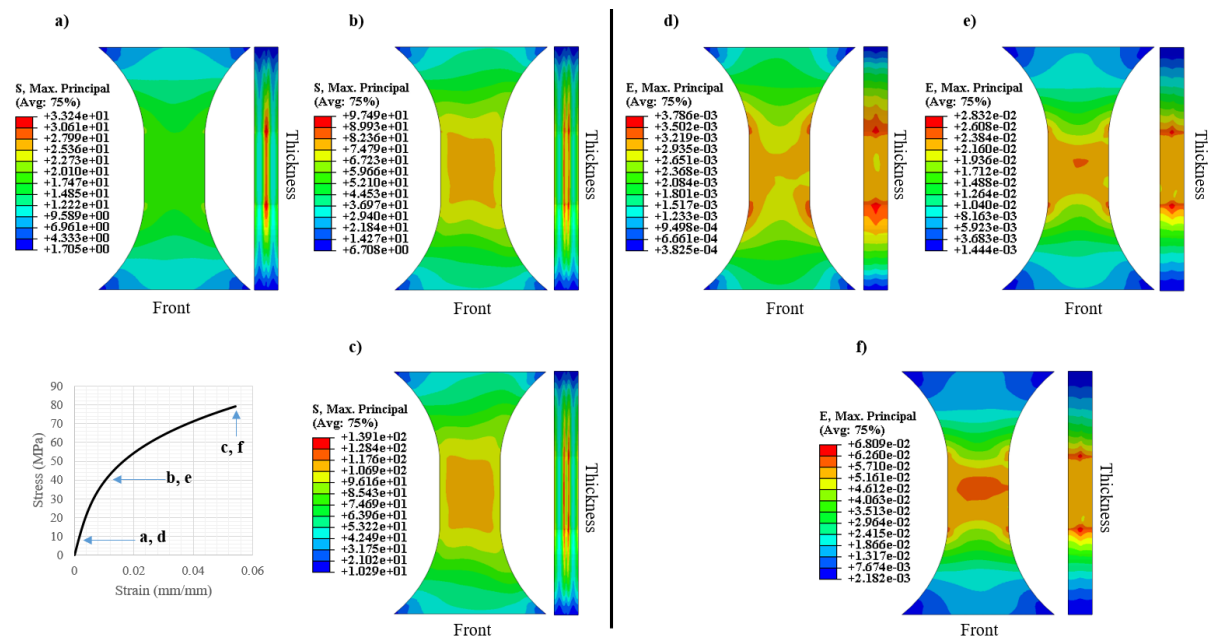 a)
S, Max. Principal
(Avg: 75%)
+3.324e+01
+3.061e+01
+2.799e+01
+2.536e+01
+2.273e+01
+2.010e+01
+1.747e+01
+1.485e+01
+1.222e+01
+9.589e+00
+6.961e+00
+4.333e+00
+1.705e+00
Thickness
Front
b)
S, Max. Principal
(Avg: 75%)
+9.749e+01
+8.993e+01
+8.236e+01
+7.479e+01
+6.723e+01
+5.966e+01
+5.210e+01
+4.453e+01
+3.697e+01
+2.940e+01
+2.184e+01
+1.427e+01
+6.708e+00
Thickness
Front
d)
E, Max. Principal
(Avg: 75%)
+3.786e-03
+3.502e-03
+3.219e-03
+2.935e-03
+2.651e-03
+2.368e-03
+2.084e-03
+1.801e-03
+1.517e-03
+1.233e-03
+9.498e-04
+6.661e-04
+3.825e-04
Thickness
Front
e)
E, Max. Principal
(Avg: 75%)
+2.832e-02
+2.608e-02
+2.384e-02
+2.160e-02
+1.936e-02
+1.712e-02
+1.488e-02
+1.264e-02
+1.040e-02
+8.163e-03
+5.923e-03
+3.683e-03
+1.444e-03
Thickness
Front
90
80
70
60
50
40
30
20
10
0
Stress (MPa)
c, f
b, e
a, d
0
0.02
0.04
0.06
Strain (mm/mm)
c)
S, Max. Principal
(Avg: 75%)
+1.391e+02
+1.284e+02
+1.176e+02
+1.069e+02
+9.616e+01
+8.543e+01
+7.469e+01
+6.396e+01
+5.322e+01
+4.249e+01
+3.175e+01
+2.102e+01
+1.029e+01
Thickness
Front
f)
E, Max. Principal
(Avg: 75%)
+6.809e-02
+6.260e-02
+5.710e-02
+5.161e-02
+4.612e-02
+4.063e-02
+3.513e-02
+2.964e-02
+2.415e-02
+1.866e-02
+1.317e-02
+7.674e-03
+2.182e-03
Thickness
Front